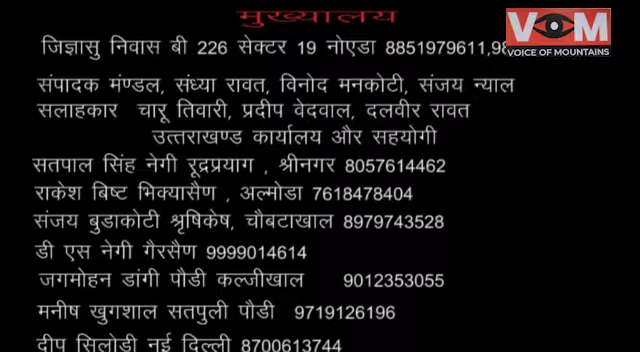 मुख्यालय
जिज्ञासु निवास बी 226 सेक्टर 19 नोएडा 8851979611,98
VOM
VOICE OF MOUNTAINS
संपादक मंण्डल, संध्या रावत, विनोद मनकोटी, संजय न्याल
सलाहकार चारू तिवारी, प्रदीप वेदवाल, दलवीर रावत
उत्तराखण्ड कार्यालय और सहयोगी
सतपाल सिंह नेगी रूद्रप्रयाग , श्रीनगर 8057614462
राकेश बिष्ट भिक्यासैण , अल्मोडा 7618478404
संजय बुडाकोटी श्रृषिकेष, चौबटाखाल 8979743528
डी एस नेगी गैरसैण 9999014614
जगमोहन डांगी पौडी कल्जीखाल 9012353055
मनीष खुगशाल सतपुली पौडी 9719126196
दीप सिलोडी नई दिल्ली 8700613744